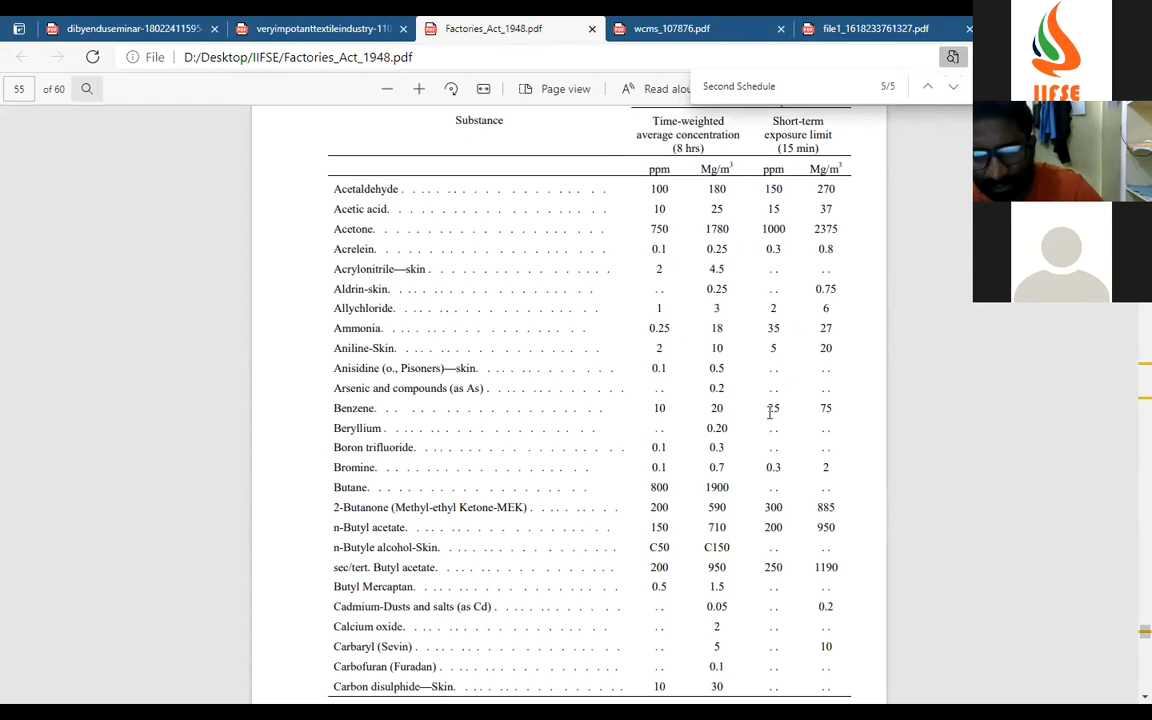 dibyenduseminar-18022411595
veryimpotanttextileindustry-110
Factories_Act_1948.pdf
wcms_107876.pdf
file1_1618233761327.pdf
File D:/Desktop/IIFSE/Factories_Act_1948.pdf
55 of 60
Page view
Read alou
Second Schedule 5/5
IIFSE
Substance Time-weighted average concentration (8 hrs) Short-term exposure limit (15 min)
ppm Mg/m³ ppm Mg/m³
Acetaldehyde . . . . . . . . . . . . . . . . . 100 180 150 270
Acetic acid. . . . . . . . . . . . . . . . . . 10 25 15 37
Acetone. . . . . . . . . . . . . . . . . . 750 1780 1000 2375
Acrelein. . . . . . . . . . . . . . . . . . 0.1 0.25 0.3 0.8
Acrylonitrile—skin . . . . . . . . . . . . . . . 2 4.5 . . . .
Aldrin-skin. . . . . . . . . . . . . . . . . . . 0.25 . . 0.75
Allychloride. . . . . . . . . . . . . . . . . 1 3 2 6
Ammonia. . . . . . . . . . . . . . . . . 0.25 18 35 27
Aniline-Skin. . . . . . . . . . . . . . . . . 2 10 5 20
Anisidine (o., Pisoners)—skin. . . . . . . . . . . . . 0.1 0.5 . . . .
Arsenic and compounds (as As) . . . . . . . . . . . . . . . 0.2 . . . .
Benzene. . . . . . . . . . . . . . . . . . 10 20 25 75
Beryllium . . . . . . . . . . . . . . . . . . . 0.20 . . . .
Boron trifluoride. . . . . . . . . . . . . . . . . 0.1 0.3 . . . .
Bromine. . . . . . . . . . . . . . . . . 0.1 0.7 0.3 2
Butane. . . . . . . . . . . . . . . . . 800 1900 . . . .
2-Butanone (Methyl-ethyl Ketone-MEK) . . . . . . . . 200 590 300 885
n-Butyl acetate. . . . . . . . . . . . . . . . . 150 710 200 950
n-Butyle alcohol-Skin. . . . . . . . . . . . . . . C50 C150 . . . .
sec/tert. Butyl acetate. . . . . . . . . . . . . . . 200 950 250 1190
Butyl Mercaptan. . . . . . . . . . . . . . . . 0.5 1.5 . . . .
Cadmium-Dusts and salts (as Cd) . . . . . . . . . . . . . 0.05 . . 0.2
Calcium oxide. . . . . . . . . . . . . . . . . . . 2 . . . .
Carbaryl (Sevin) . . . . . . . . . . . . . . . . . . 5 . . 10
Carbofuran (Furadan) . . . . . . . . . . . . . . . . . 0.1 . . . .
Carbon disulphide—Skin. . . . . . . . . . . . . . 10 30 . . . .